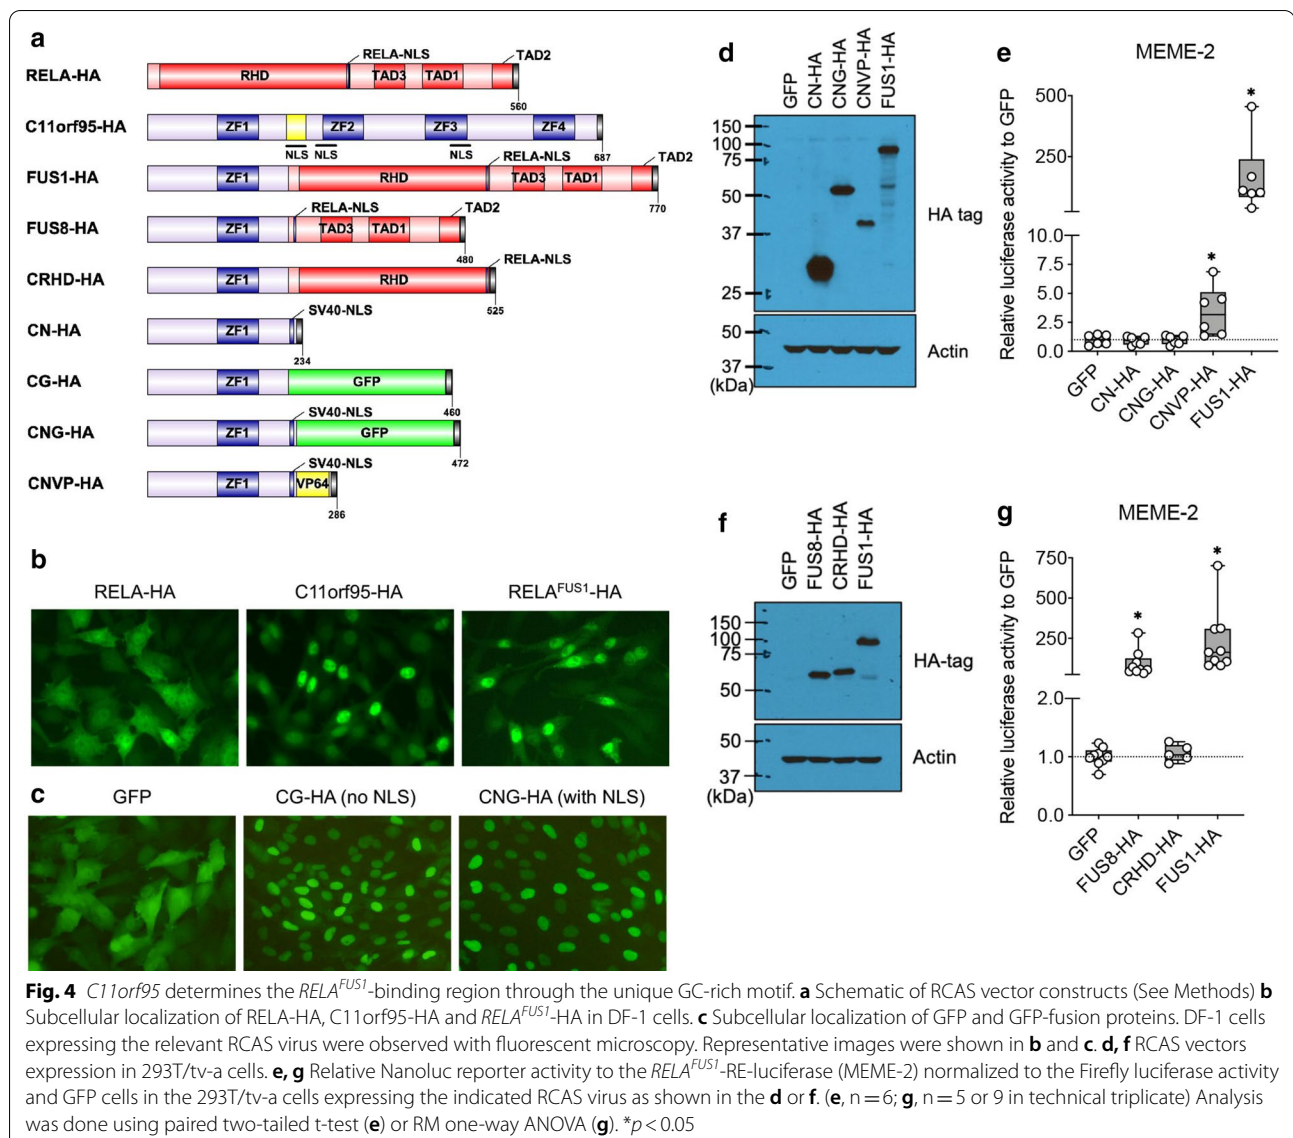 a
RELA-HA
RHD
RELA-NLS
TAD3
TAD1
TAD2
560
C11orf95-HA
ZF1
ZF2
ZF3
ZF4
NLS
NLS
NLS
687
FUS1-HA
ZF1
RHD
RELA-NLS
TAD3
TAD1
TAD2
770
FUS8-HA
ZF1
RELA-NLS
TAD3
TAD1
TAD2
480
CRHD-HA
ZF1
RHD
RELA-NLS
525
CN-HA
ZF1
SV40-NLS
234
CG-HA
ZF1
GFP
460
CNG-HA
ZF1
SV40-NLS
GFP
472
CNVP-HA
ZF1
SV40-NLS
VP64
286
b
RELA-HA
C11orf95-HA
RELA^FUS1-HA
c
GFP
CG-HA (no NLS)
CNG-HA (with NLS)
d
GFP
CN-HA
CNG-HA
CNVP-HA
FUS1-HA
150
100
75
50
37
25
HA tag
50
37
(kDa)
Actin
e
MEME-2
Relative luciferase activity to GFP
500
250
10.0
7.5
5.0
2.5
0.0
*
*
GFP
CN-HA
CNG-HA
CNVP-HA
FUS1-HA
f
GFP
FUS8-HA
CRHD-HA
FUS1-HA
150
100
75
50
HA-tag
50
37
(kDa)
Actin
g
MEME-2
Relative luciferase activity to GFP
750
500
250
2.0
1.0
0.0
*
*
GFP
FUS8-HA
CRHD-HA
FUS1-HA
Fig. 4 C11orf95 determines the RELA^FUS1-binding region through the unique GC-rich motif. a Schematic of RCAS vector constructs (See Methods) b
Subcellular localization of RELA-HA, C11orf95-HA and RELA^FUS1-HA in DF-1 cells. c Subcellular localization of GFP and GFP-fusion proteins. DF-1 cells
expressing the relevant RCAS virus were observed with fluorescent microscopy. Representative images were shown in b and c. d, f RCAS vectors
expression in 293T/tv-a cells. e, g Relative Nanoluc reporter activity to the RELA^FUS1-RE-luciferase (MEME-2) normalized to the Firefly luciferase activity
and GFP cells in the 293T/tv-a cells expressing the indicated RCAS virus as shown in the d or f. (e, n = 6; g, n = 5 or 9 in technical triplicate) Analysis
was done using paired two-tailed t-test (e) or RM one-way ANOVA (g). *p < 0.05